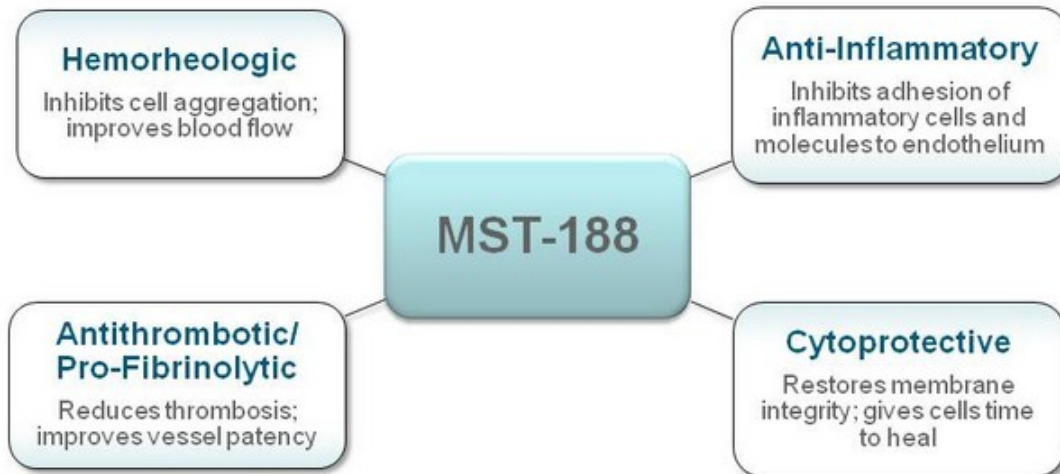 Hemorheologic
Inhibits cell aggregation;
improves blood flow
Anti-Inflammatory
Inhibits adhesion of
inflammatory cells and
molecules to endothelium
MST-188
Antithrombotic/
Pro-Fibrinolytic
Reduces thrombosis;
improves vessel patency
Cytoprotective
Restores membrane
integrity; gives cells time
to heal